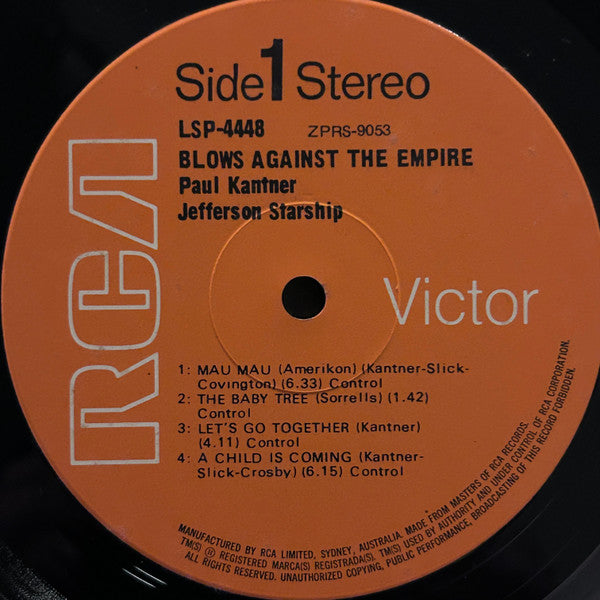 Side 1 Stereo
LSP-4448 ZPRS-9053
BLOWS AGAINST THE EMPIRE
Paul Kantner
Jefferson Starship
RCA
Victor
1: MAU MAU (Amerikon) (Kantner-Slick-
Covington) (6.33) Control
2: THE BABY TREE (Sorrells) (1.42)
Control
3: LET'S GO TOGETHER (Kantner)
(4.11) Control
4: A CHILD IS COMING (Kantner-
Slick-Crosby) (6.15) Control
MANUFACTURED BY RCA LIMITED, SYDNEY, AUSTRALIA. MADE FROM MASTERS OF RCA RECORDS.
TM(S) ® REGISTERED MARCA(S) REGISTRADA(S). TM(S) USED BY AUTHORITY AND UNDER CONTROL OF RCA CORPORATION.
ALL RIGHTS RESERVED. UNAUTHORIZED COPYING, PUBLIC PERFORMANCE, BROADCASTING OF THIS RECORD FORBIDDEN.